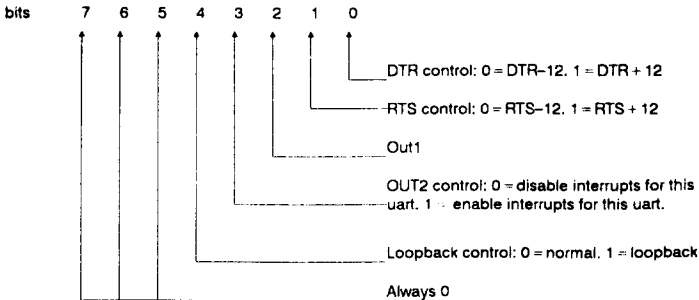 bits 7 6 5 4 3 2 1 0
DTR control: 0 = DTR–12. 1 = DTR + 12
RTS control: 0 = RTS–12. 1 = RTS + 12
Out1
OUT2 control: 0 = disable interrupts for this
uart. 1 = enable interrupts for this uart.
Loopback control: 0 = normal. 1 = loopback
Always 0